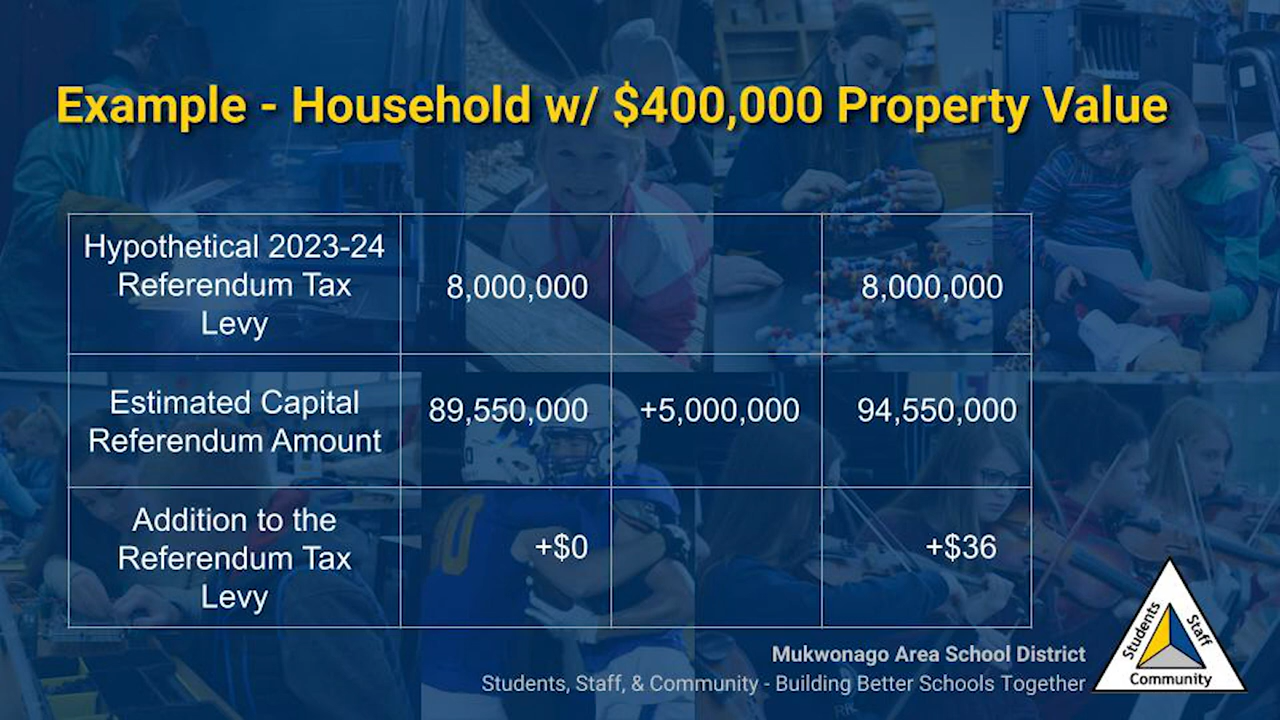 Example - Household w/ $400,000 Property Value
Hypothetical 2023-24
Referendum Tax
Levy
8,000,000
8,000,000
Estimated Capital
Referendum Amount
89,550,000
+5,000,000
94,550,000
Addition to the
Referendum Tax
Levy
+$0
+$36
Mukwonago Area School District
Students, Staff, & Community - Building Better Schools Together
Students
Staff
Community